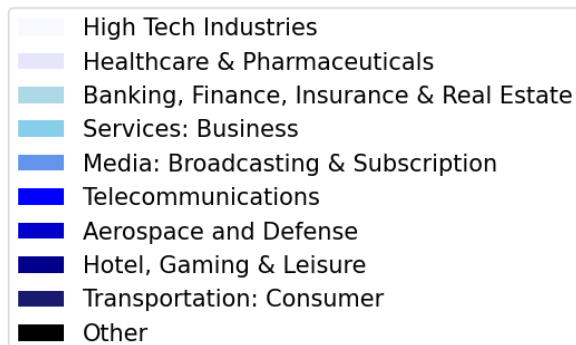 High Tech Industries
Healthcare & Pharmaceuticals
Banking, Finance, Insurance & Real Estate
Services: Business
Media: Broadcasting & Subscription
Telecommunications
Aerospace and Defense
Hotel, Gaming & Leisure
Transportation: Consumer
Other